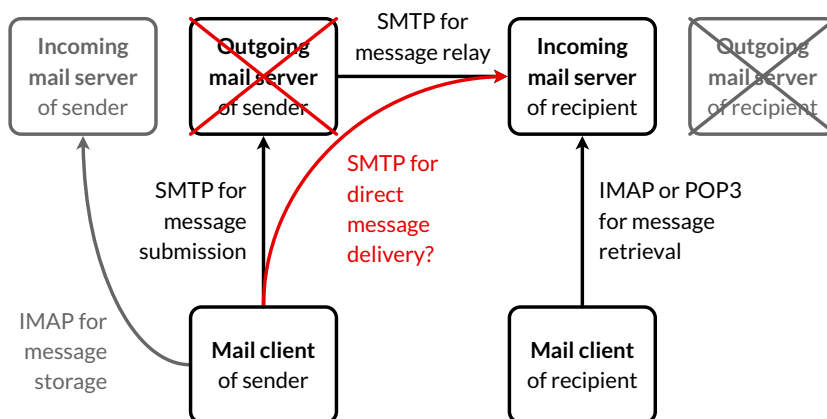 Incoming
mail server
of sender
Outgoing
mail server
of sender
SMTP for
message relay
Incoming
mail server
of recipient
Outgoing
mail server
of recipient
SMTP for
message
submission
SMTP for
direct
message
delivery?
IMAP or POP3
for message
retrieval
IMAP for
message
storage
Mail client
of sender
Mail client
of recipient